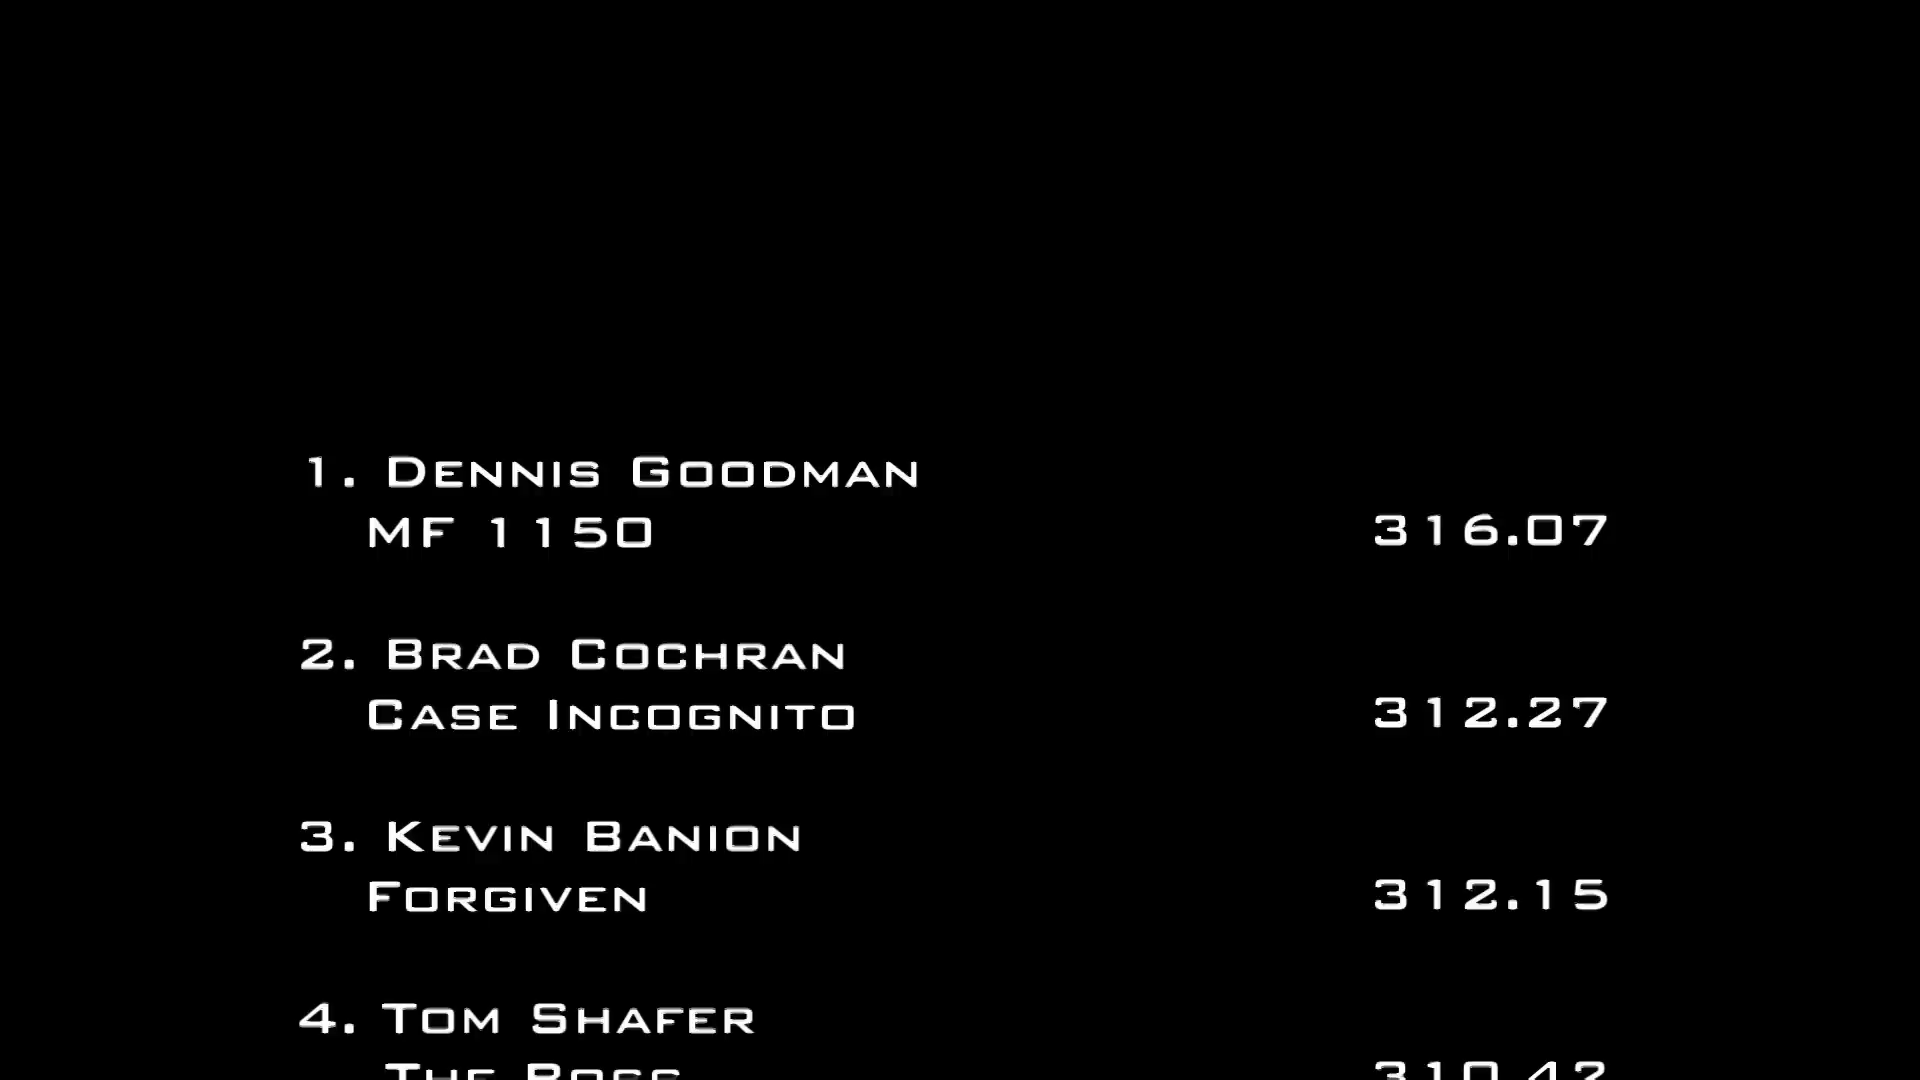 1. Dennis Goodman
MF 1150 316.07
2. Brad Cochran
Case Incognito 312.27
3. Kevin Banion
Forgiven 312.15
4. Tom Shafer
The